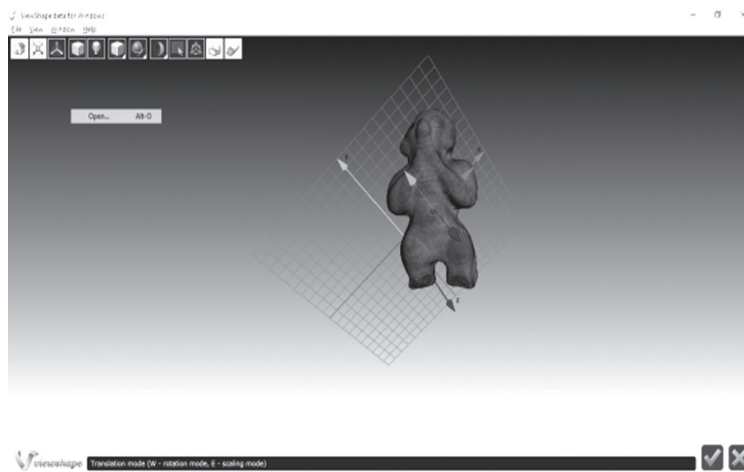 ViewShape beta for Windows
File View Window Help
Open... Alt-O
viewshape
Translation mode (W - rotation mode, E - scaling mode)